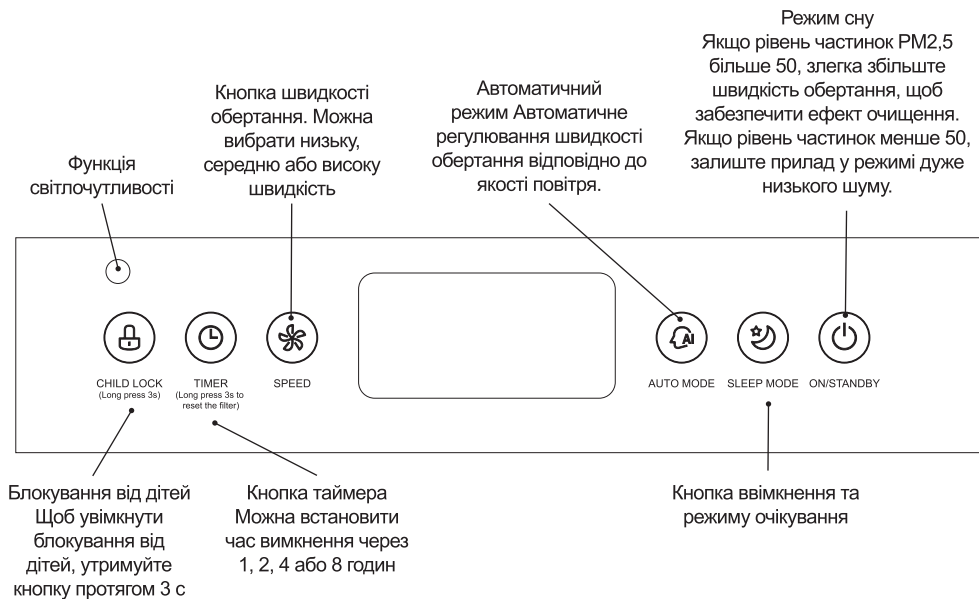 Режим сну
Якщо рівень частинок PM2,5
більше 50, злегка збільште
швидкість обертання, щоб
забезпечити ефект очищення.
Якщо рівень частинок менше 50,
залиште прилад у режимі дуже
низького шуму.
Автоматичний
режим Автоматичне
регулювання швидкості
обертання відповідно до
якості повітря.
Кнопка швидкості
обертання. Можна
вибрати низьку,
середню або високу
швидкість
Функція
світлочутливості
AI
CHILD LOCK
(Long press 3s)
TIMER
(Long press 3s to
reset the filter)
SPEED
AUTO MODE
SLEEP MODE
ON/STANDBY
Блокування від дітей
Щоб увімкнути
блокування від
дітей, утримуйте
кнопку протягом 3 с
Кнопка таймера
Можна встановити
час вимкнення через
1, 2, 4 або 8 годин
Кнопка ввімкнення та
режиму очікування